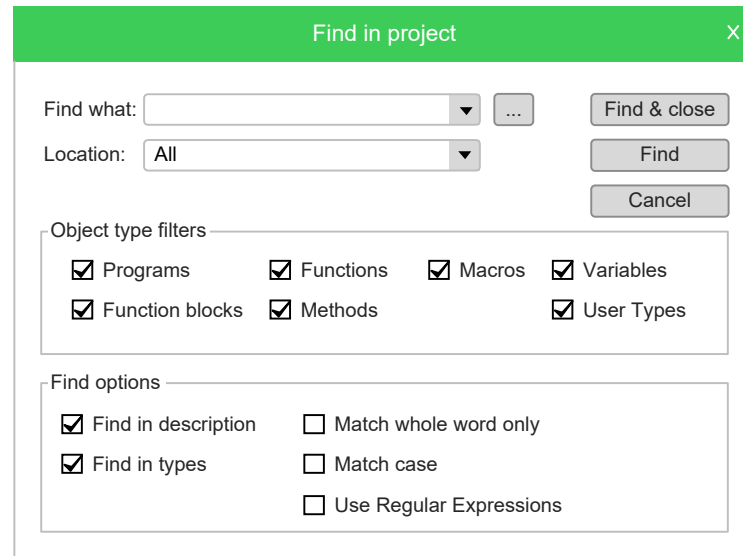 Find in project X
Find what: ... Find & close
Location: All Find
Cancel
Object type filters
Programs Functions Macros Variables
Function blocks Methods User Types
Find options
Find in description Match whole word only
Find in types Match case
Use Regular Expressions